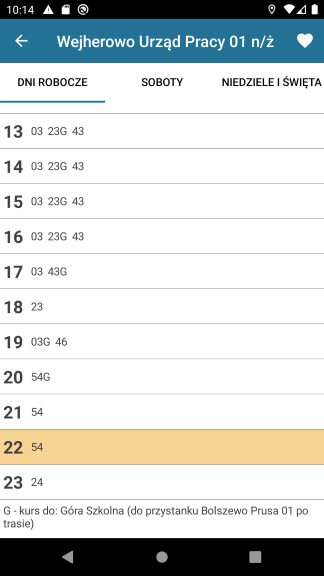 10:14
Wejherowo Urząd Pracy 01 n/ż
DNI ROBOCZE SOBOTY NIEDZIELE I ŚWIĘTA
13 03 23G 43
14 03 23G 43
15 03 23G 43
16 03 23G 43
17 03 43G
18 23
19 03G 46
20 54G
21 54
22 54
23 24
G - kurs do: Góra Szkolna (do przystanku Bolszewo Prusa 01 po
trasie)